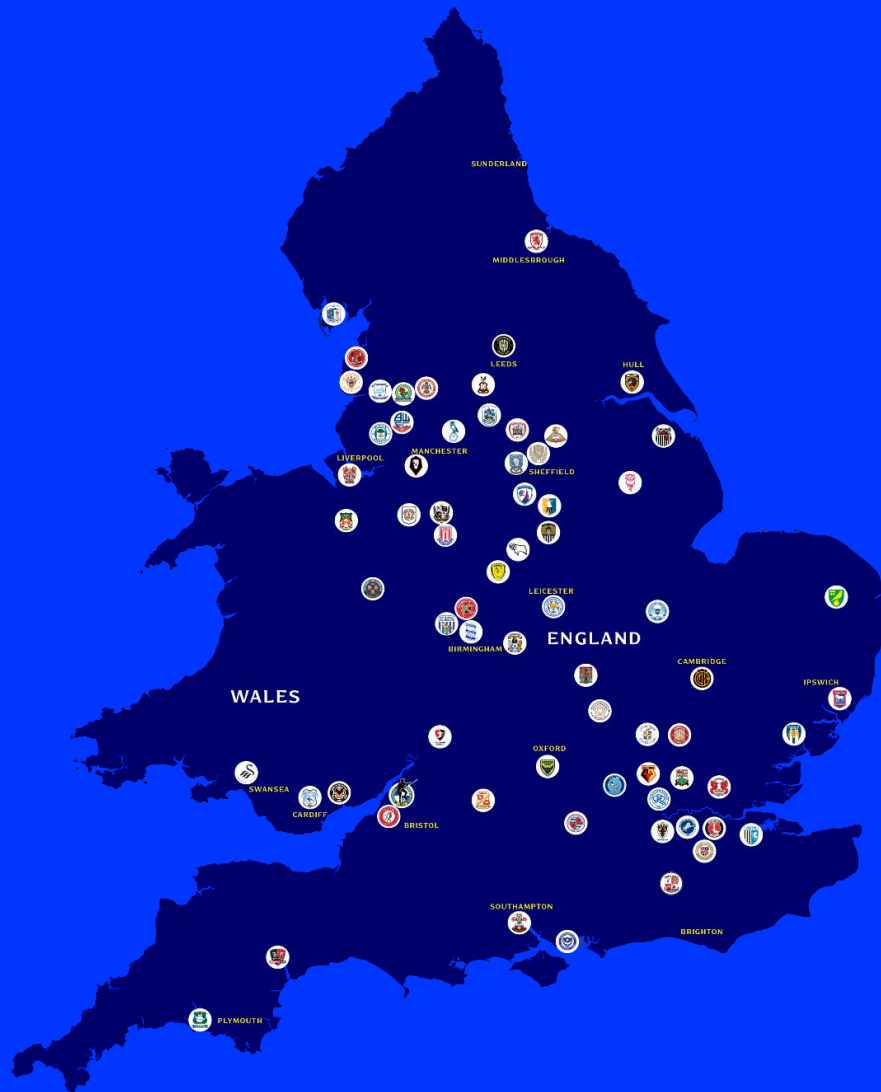 SUNDERLAND
MIDDLESBROUGH
LEEDS
HULL
MANCHESTER
LIVERPOOL
SHEFFIELD
LEICESTER
ENGLAND
BIRMINGHAM
CAMBRIDGE
IPSWICH
WALES
OXFORD
SWANSEA
CARDIFF
BRISTOL
SOUTHAMPTON
BRIGHTON
PLYMOUTH